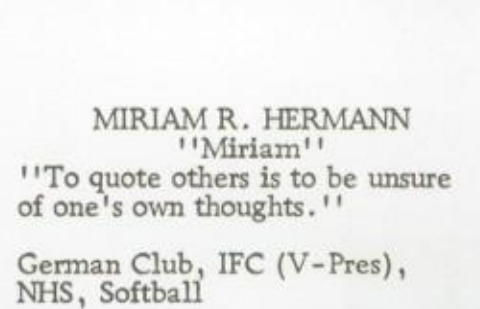 MIRIAM R. HERMANN
''Miriam''
''To quote others is to be unsure
of one's own thoughts.''
German Club, IFC (V-Pres),
NHS, Softball